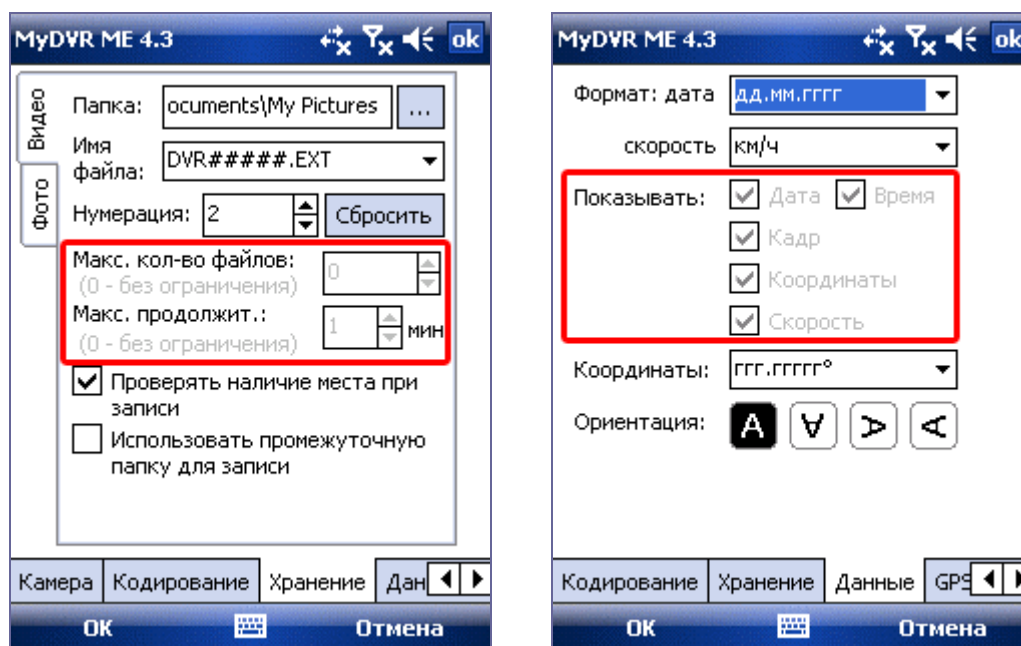 MyDVR ME 4.3 ok
Видео
Фото
Папка: ocuments\My Pictures ...
Имя файла: DVR#####.EXT
Нумерация: 2 Сбросить
Макс. кол-во файлов: 0
(0 - без ограничения)
Макс. продолжит.: 1 мин
(0 - без ограничения)
Проверять наличие места при
записи
Использовать промежуточную
папку для записи
Камера Кодирование Хранение Дан
ОК Отмена
MyDVR ME 4.3 ok
Формат: дата дд.мм.гггг
скорость км/ч
Показывать: Дата Время
Кадр
Координаты
Скорость
Координаты: ггг.ггггг°
Ориентация: A A A A
Кодирование Хранение Данные GPS
ОК Отмена